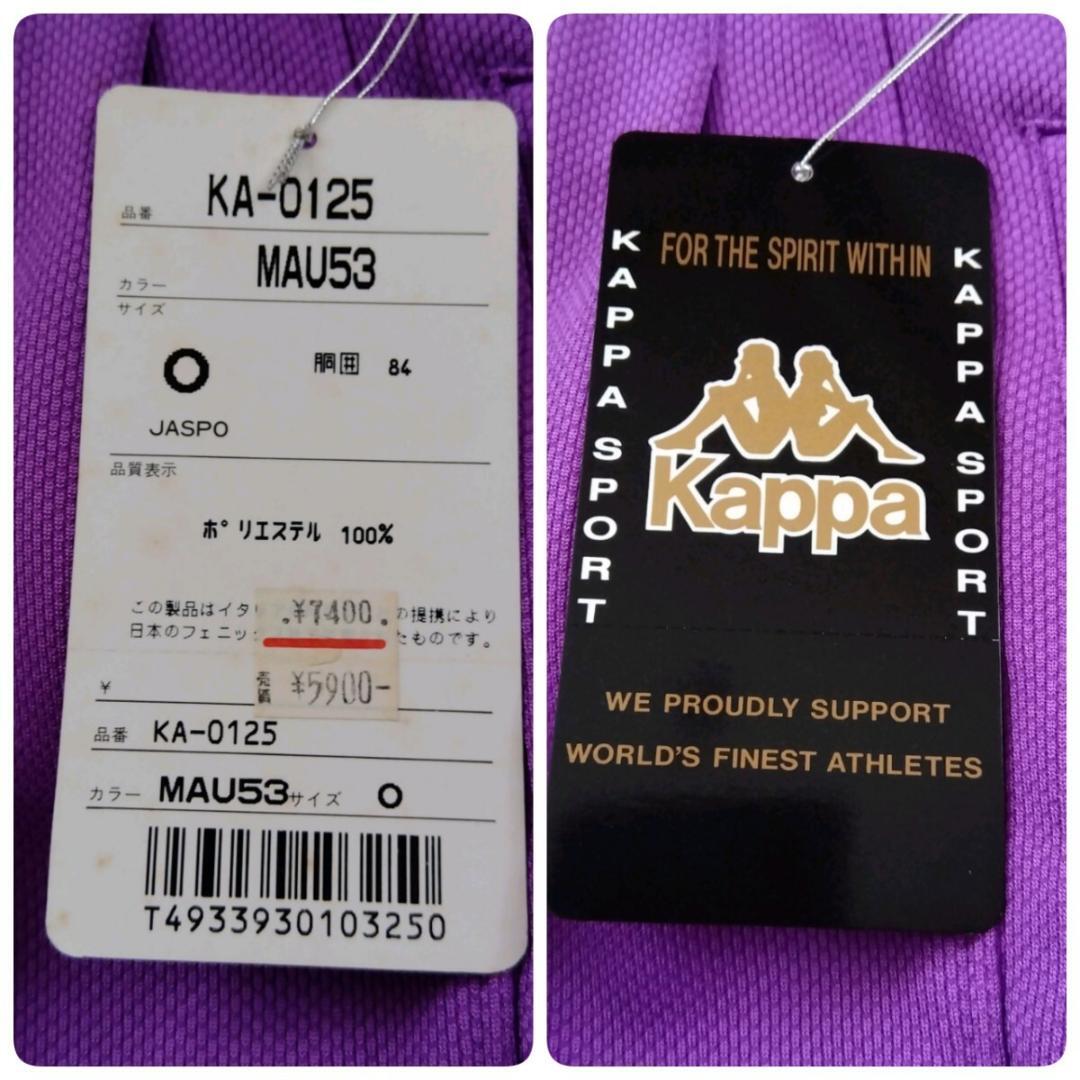 KA-0125
品番
MAU53
カラー
サイズ
O 胴囲 84
JASPO
品質表示
ポリエステル 100%
この製品はイタリ の提携により
日本のフェニッ たものです。
¥7400.
売価 ¥5900-
¥
品番 KA-0125
カラー MAU53 サイズ O
T4933930103250
FOR THE SPIRIT WITHIN
KAPPA SPORT
KAPPA SPORT
Kappa
WE PROUDLY SUPPORT
WORLD'S FINEST ATHLETES